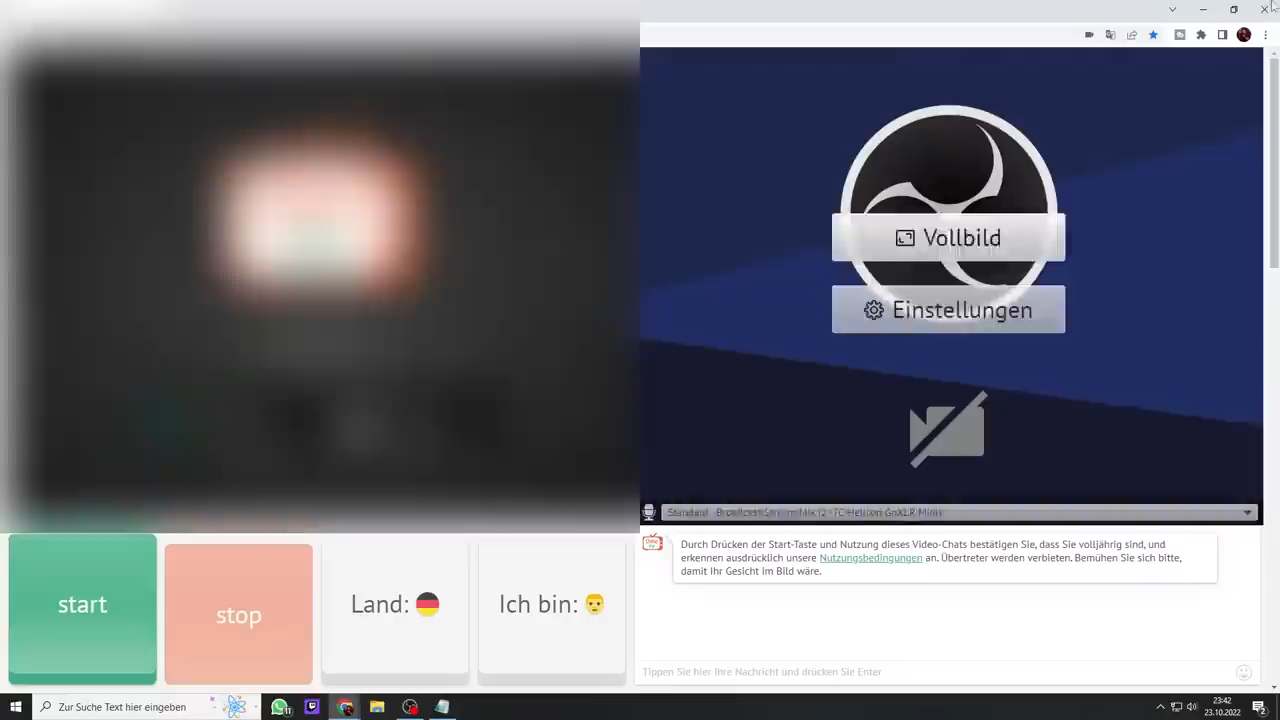 Vollbild
Einstellungen
Durch Drücken der Start-Taste und Nutzung dieses Video-Chats bestätigen Sie, dass Sie volljährig sind, und
erkennen ausdrücklich unsere Nutzungsbedingungen an. Übertreter werden verbieten. Bemühen Sie sich bitte,
damit Ihr Gesicht Im Bild wäre.
start
stop
Land:
Ich bin:
Tippen Sie hier Ihre Nachricht und drücken Sie Enter
Zur Suche Text hier eingeben
23:42
23.10.2022